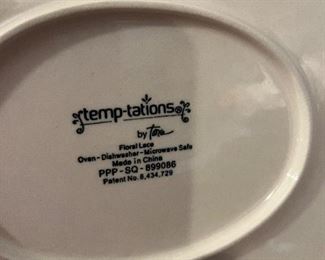 temp-tations®
by Tara
Floral Lace
Oven - Dishwasher - Microwave Safe
Made in China
PPP - SQ - 899086
Patent No. 8,434,729